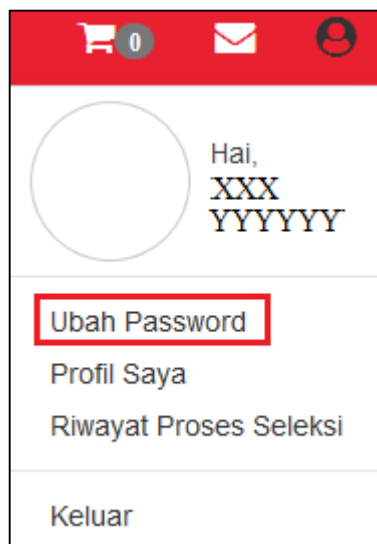 0
Hai,
XXX
YYYYYY
Ubah Password
Profil Saya
Riwayat Proses Seleksi
Keluar